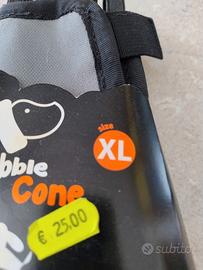 size
XL
bble
Cone
€ 25.00
subito